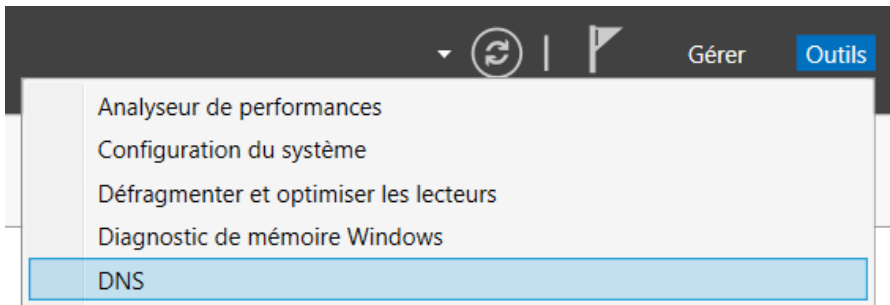 Gérer Outils
Analyseur de performances
Configuration du système
Défragmenter et optimiser les lecteurs
Diagnostic de mémoire Windows
DNS